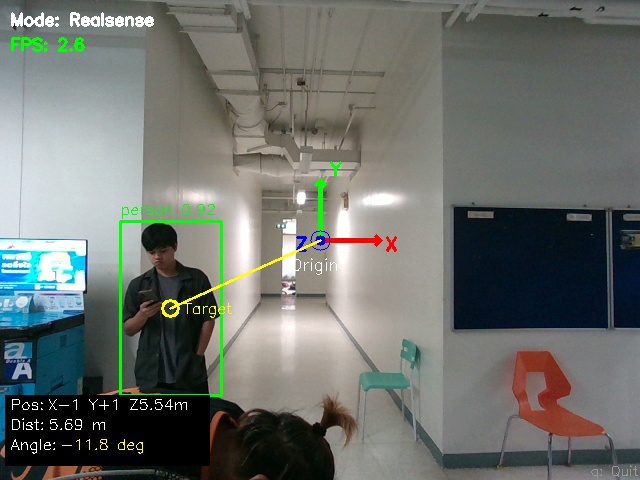 Mode: Realsense
FPS: 2.6
person 0.92
Y
Z
X
Origin
Target
A
Pos: X-1 Y+1 Z5.54m
Dist: 5.69 m
Angle: -11.8 deg
q: Quit